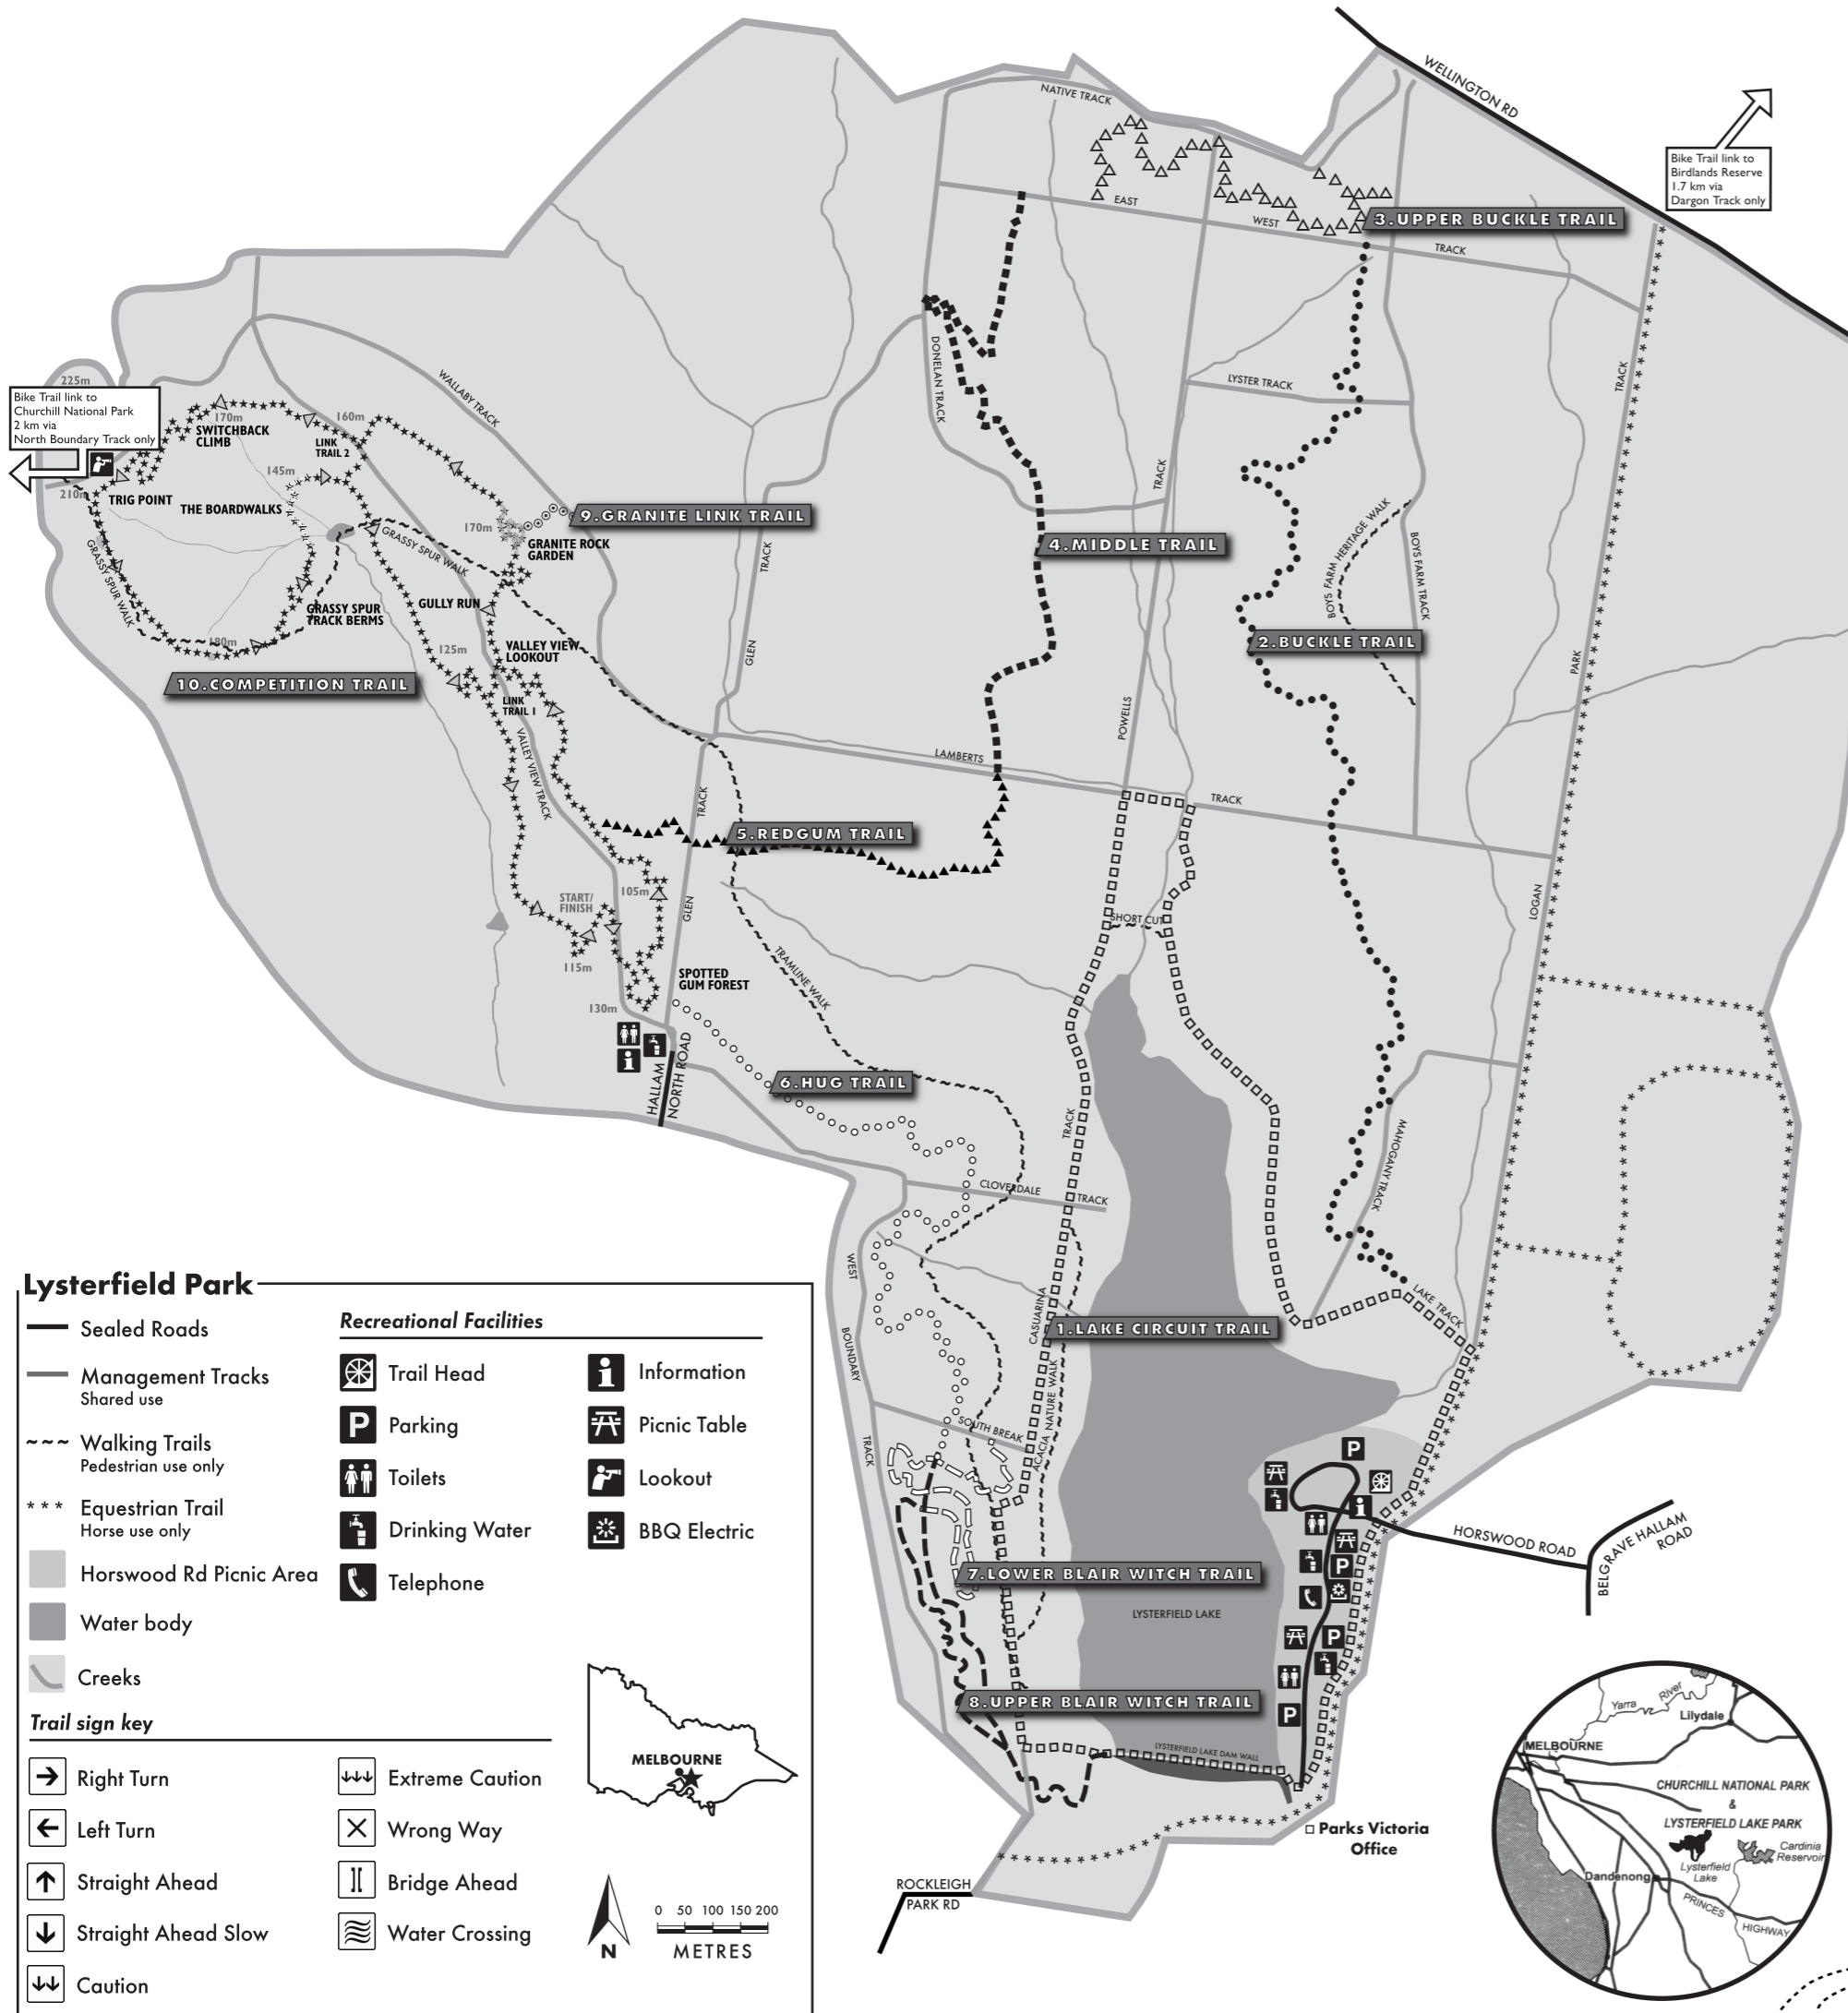 WELLINGTON RD
Bike Trail link to
Birdlands Reserve
1.7 km via
Dargon Track only
NATIVE TRACK
EAST
WEST
TRACK
3.UPPER BUCKLE TRAIL
TRACK
DONELAN TRACK
LYSTER TRACK
WALLABY TRACK
225m
Bike Trail link to
Churchill National Park
2 km via
North Boundary Track only
170m
SWITCHBACK
CLIMB
160m
LINK
TRAIL 2
145m
210m
TRIG POINT
THE BOARDWALKS
GRASSY SPUR WALK
GRASSY SPUR WALK
170m
9.GRANITE LINK TRAIL
GRANITE ROCK
GARDEN
TRACK
TRACK
4.MIDDLE TRAIL
BOYS FARM HERITAGE WALK
BOYS FARM TRACK
GRASSY SPUR
TRACK BERMS
GULLY RUN
180m
125m
VALLEY VIEW
LOOKOUT
GLEN
2.BUCKLE TRAIL
PARK
10.COMPETITION TRAIL
LINK
TRAIL 1
VALLEY VIEW TRACK
POWELLS
LAMBERTS
TRACK
TRACK
5.REDGUM TRAIL
START/
FINISH
105m
GLEN
LOGAN
SHORT CUT
115m
SPOTTED
GUM FOREST
TRAMLINE WALK
130m
HALLAM
NORTH ROAD
6.HUG TRAIL
TRACK
MAHOGANY TRACK
CLOVERDALE
TRACK
WEST
BOUNDARY
TRACK
CASUARINA
LAKE TRACK
1.LAKE CIRCUIT TRAIL
ACACIA NATURE WALK
SOUTH BREAK
P
i
HORSWOOD ROAD
BELGRAVE HALLAM
ROAD
P
7.LOWER BLAIR WITCH TRAIL
LYSTERFIELD LAKE
P
8.UPPER BLAIR WITCH TRAIL
P
LYSTERFIELD LAKE DAM WALL
Parks Victoria
Office
ROCKLEIGH
PARK RD
Lysterfield Park
Sealed Roads
Management Tracks
Shared use
Walking Trails
Pedestrian use only
Equestrian Trail
Horse use only
Horswood Rd Picnic Area
Water body
Creeks
Recreational Facilities
Trail Head
P Parking
Toilets
Drinking Water
Telephone
i Information
Picnic Table
Lookout
BBQ Electric
Trail sign key
Right Turn
Left Turn
Straight Ahead
Straight Ahead Slow
Caution
Extreme Caution
Wrong Way
Bridge Ahead
Water Crossing
MELBOURNE
N
0 50 100 150 200
METRES
Yarra River
Lilydale
MELBOURNE
CHURCHILL NATIONAL PARK
&
LYSTERFIELD LAKE PARK
Cardinia
Reservoir
Lysterfield
Lake
Dandenong
PRINCES
HIGHWAY